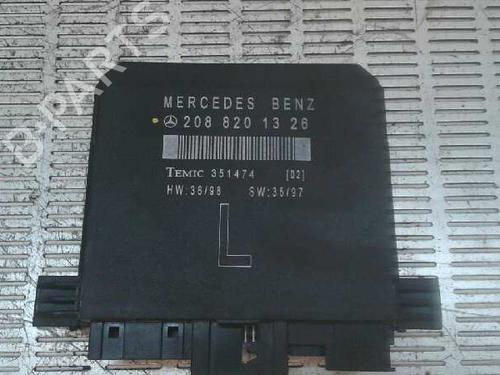 MERCEDES BENZ
208 820 13 26
TEMIC 351474 [02]
HW:36/98 SW:35/97
L
B-PARTS